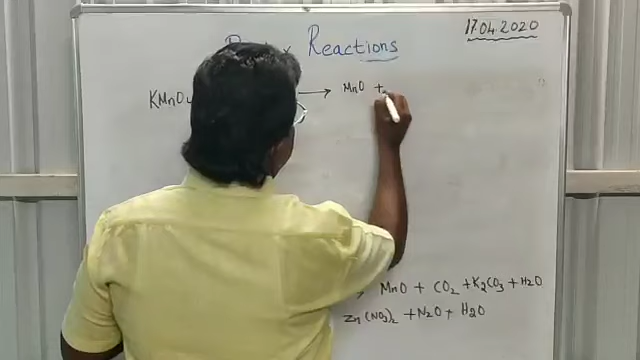 17.04.2020
Reactions
KMnO4 → MnO +
→ MnO + CO2 + K2CO3 + H2O
Zn(NO3)2 + N2O + H2O